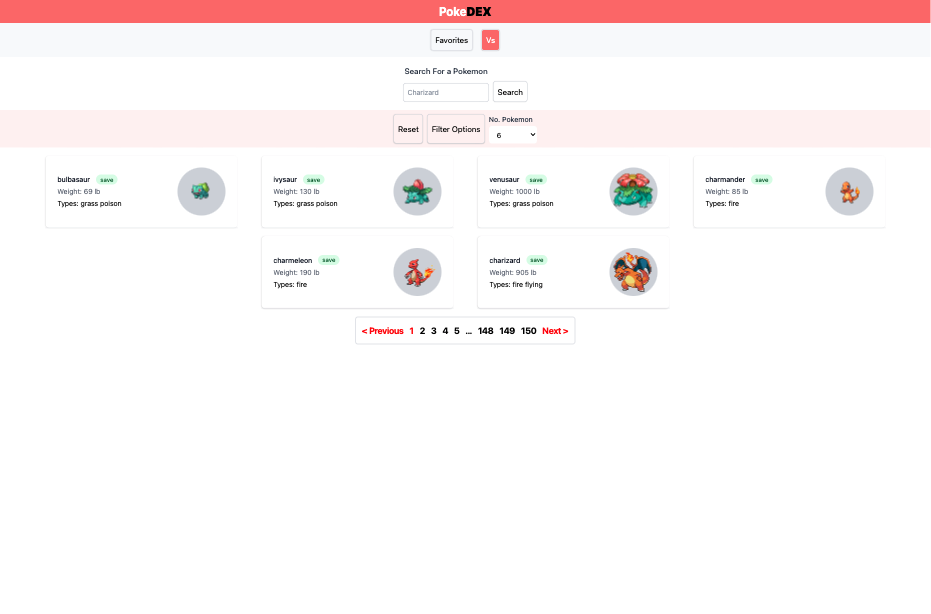 PokeDEX
Favorites Vs
Search For a Pokemon
Charizard Search
Reset Filter Options No. Pokemon
6
bulbasaur save
Weight: 69 lb
Types: grass poison
ivysaur save
Weight: 130 lb
Types: grass poison
venusaur save
Weight: 1000 lb
Types: grass poison
charmander save
Weight: 85 lb
Types: fire
charmeleon save
Weight: 190 lb
Types: fire
charizard save
Weight: 905 lb
Types: fire flying
< Previous 1 2 3 4 5 ... 148 149 150 Next >